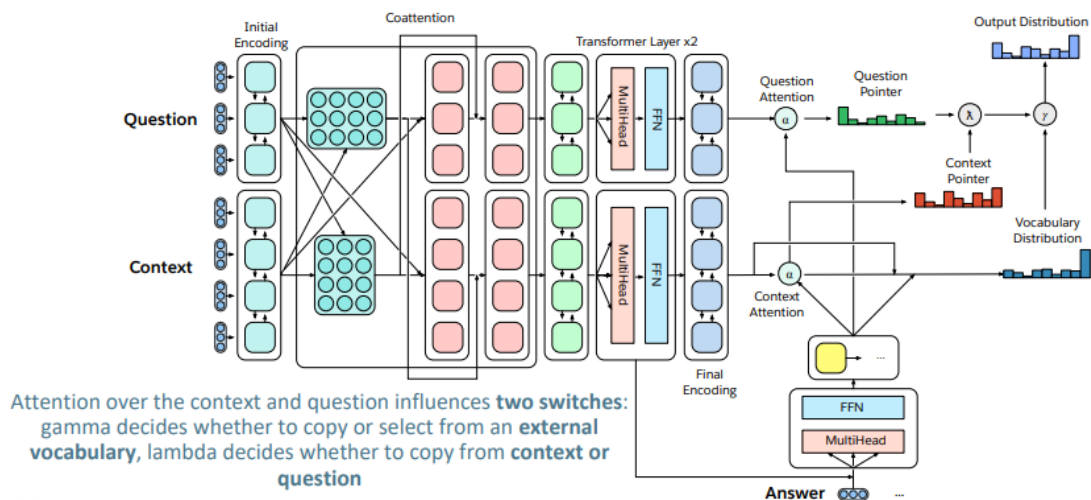 Coattention
Output Distribution
Initial
Encoding
Transformer Layer x2
Question
Attention
Question
Pointer
Question
MultiHead
FFN
α
λ
γ
Context
Pointer
Vocabulary
Distribution
Context
MultiHead
FFN
α
Context
Attention
...
Final
Encoding
Attention over the context and question influences two switches:
gamma decides whether to copy or select from an external
vocabulary, lambda decides whether to copy from context or
question
FFN
MultiHead
Answer
...